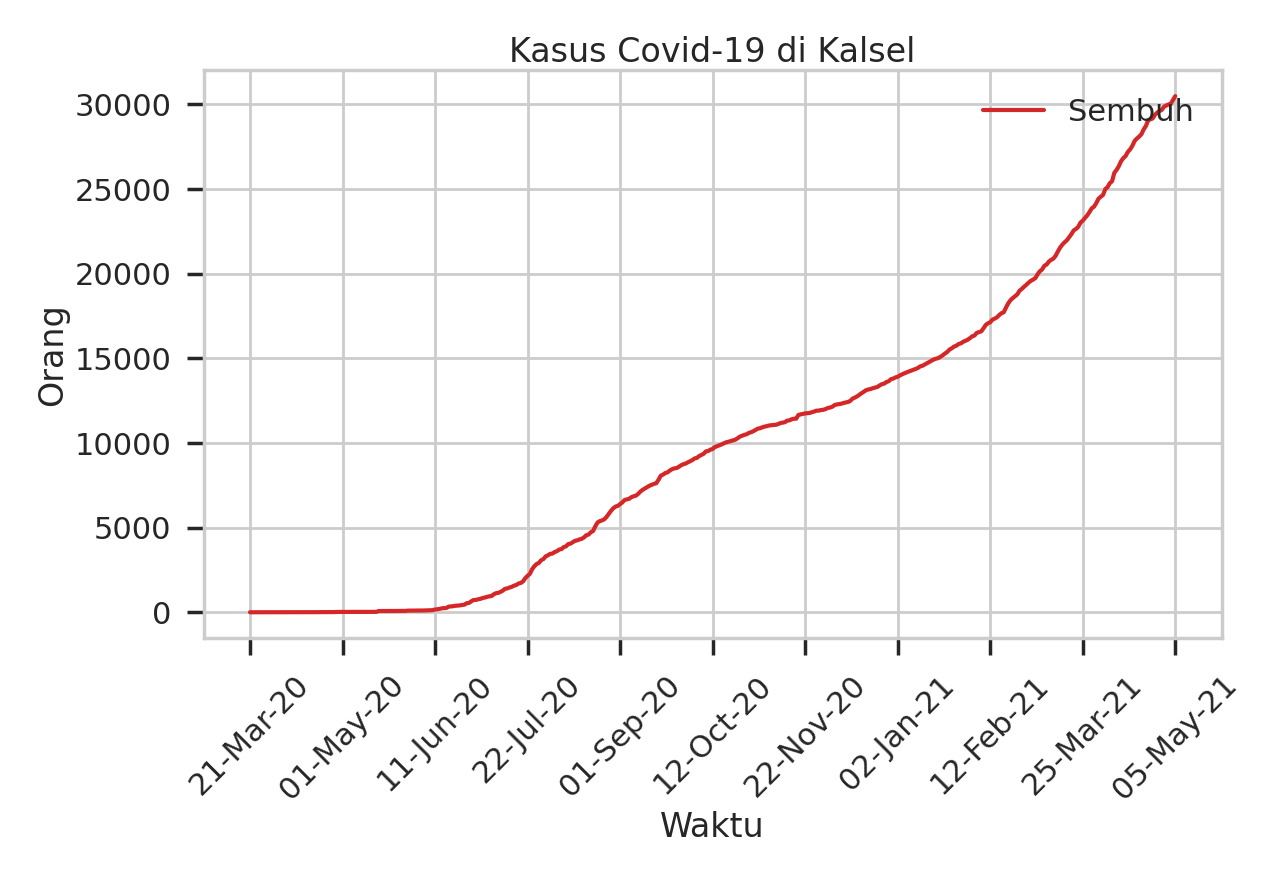 Kasus Covid-19 di Kalsel
Sembuh
30000
25000
20000
15000
10000
5000
0
Orang
21-Mar-20
01-May-20
11-Jun-20
22-Jul-20
01-Sep-20
12-Oct-20
22-Nov-20
02-Jan-21
12-Feb-21
25-Mar-21
05-May-21
Waktu